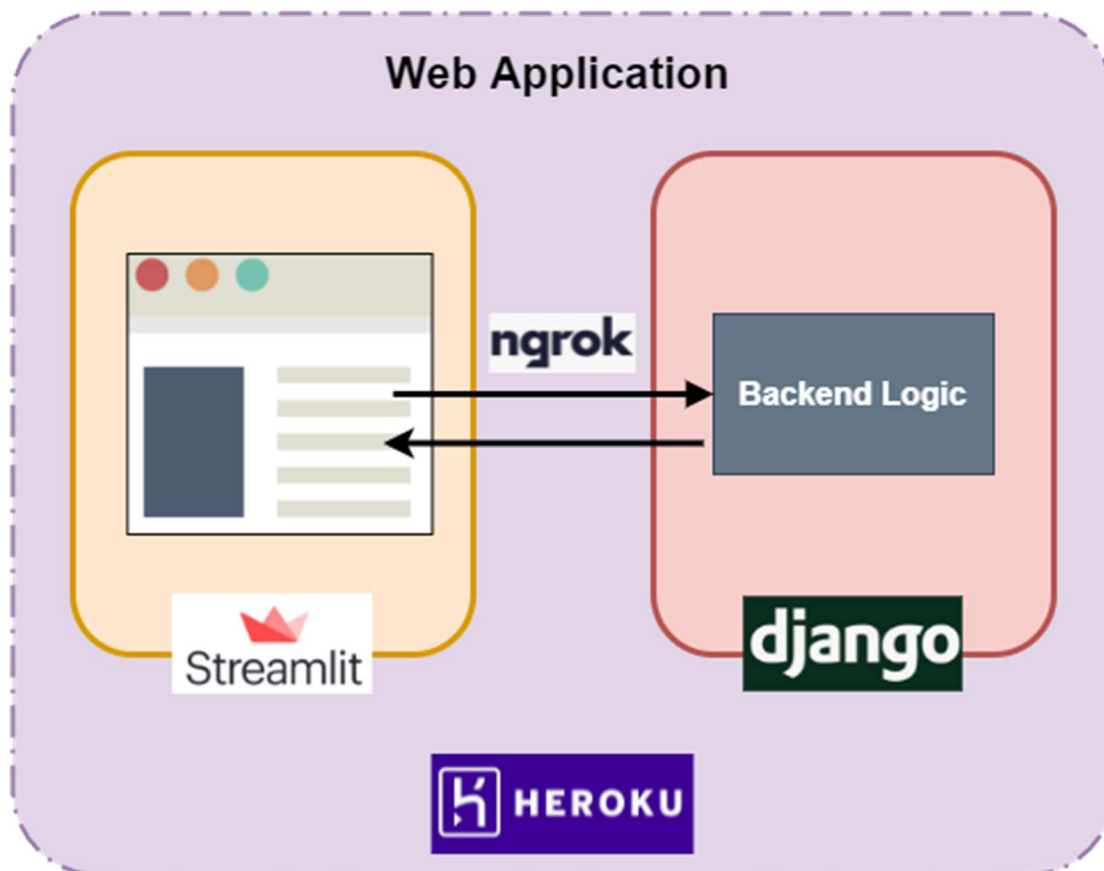 Web Application
ngrok
Backend Logic
Streamlit
django
HEROKU